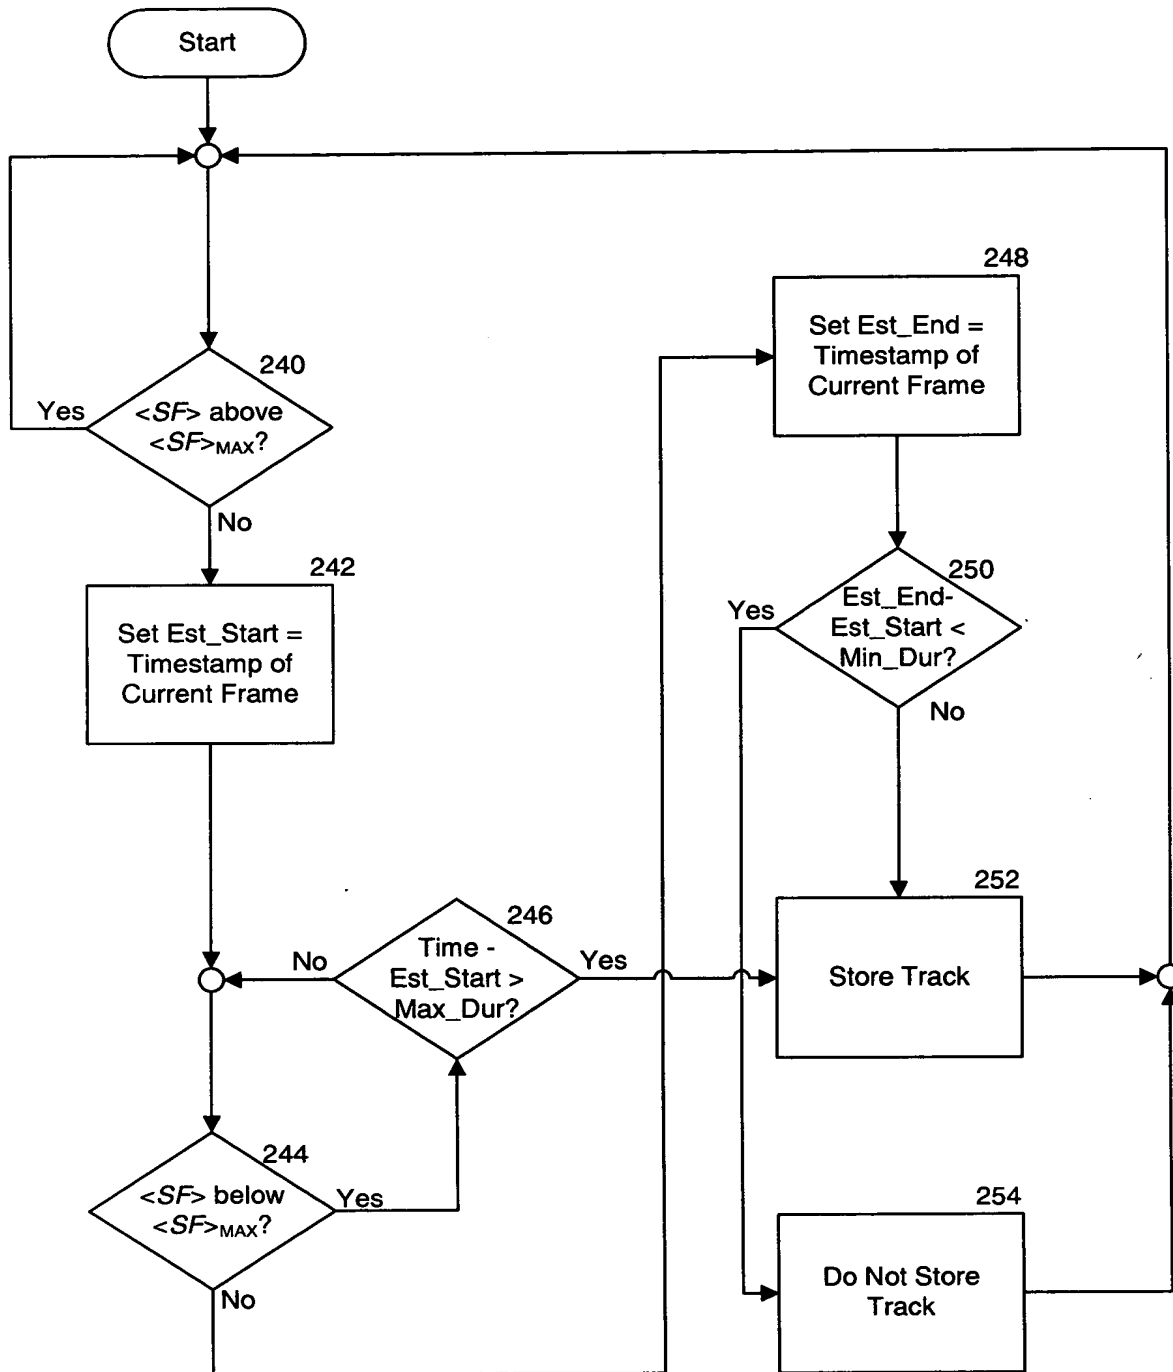 Start
240
Yes
<SF> above
<SF>MAX?
No
242
Set Est_Start =
Timestamp of
Current Frame
248
Set Est_End =
Timestamp of
Current Frame
250
Yes
Est_End-
Est_Start <
Min_Dur?
No
246
No
Time -
Est_Start >
Max_Dur?
Yes
252
Store Track
244
<SF> below
<SF>MAX?
Yes
No
254
Do Not Store
Track